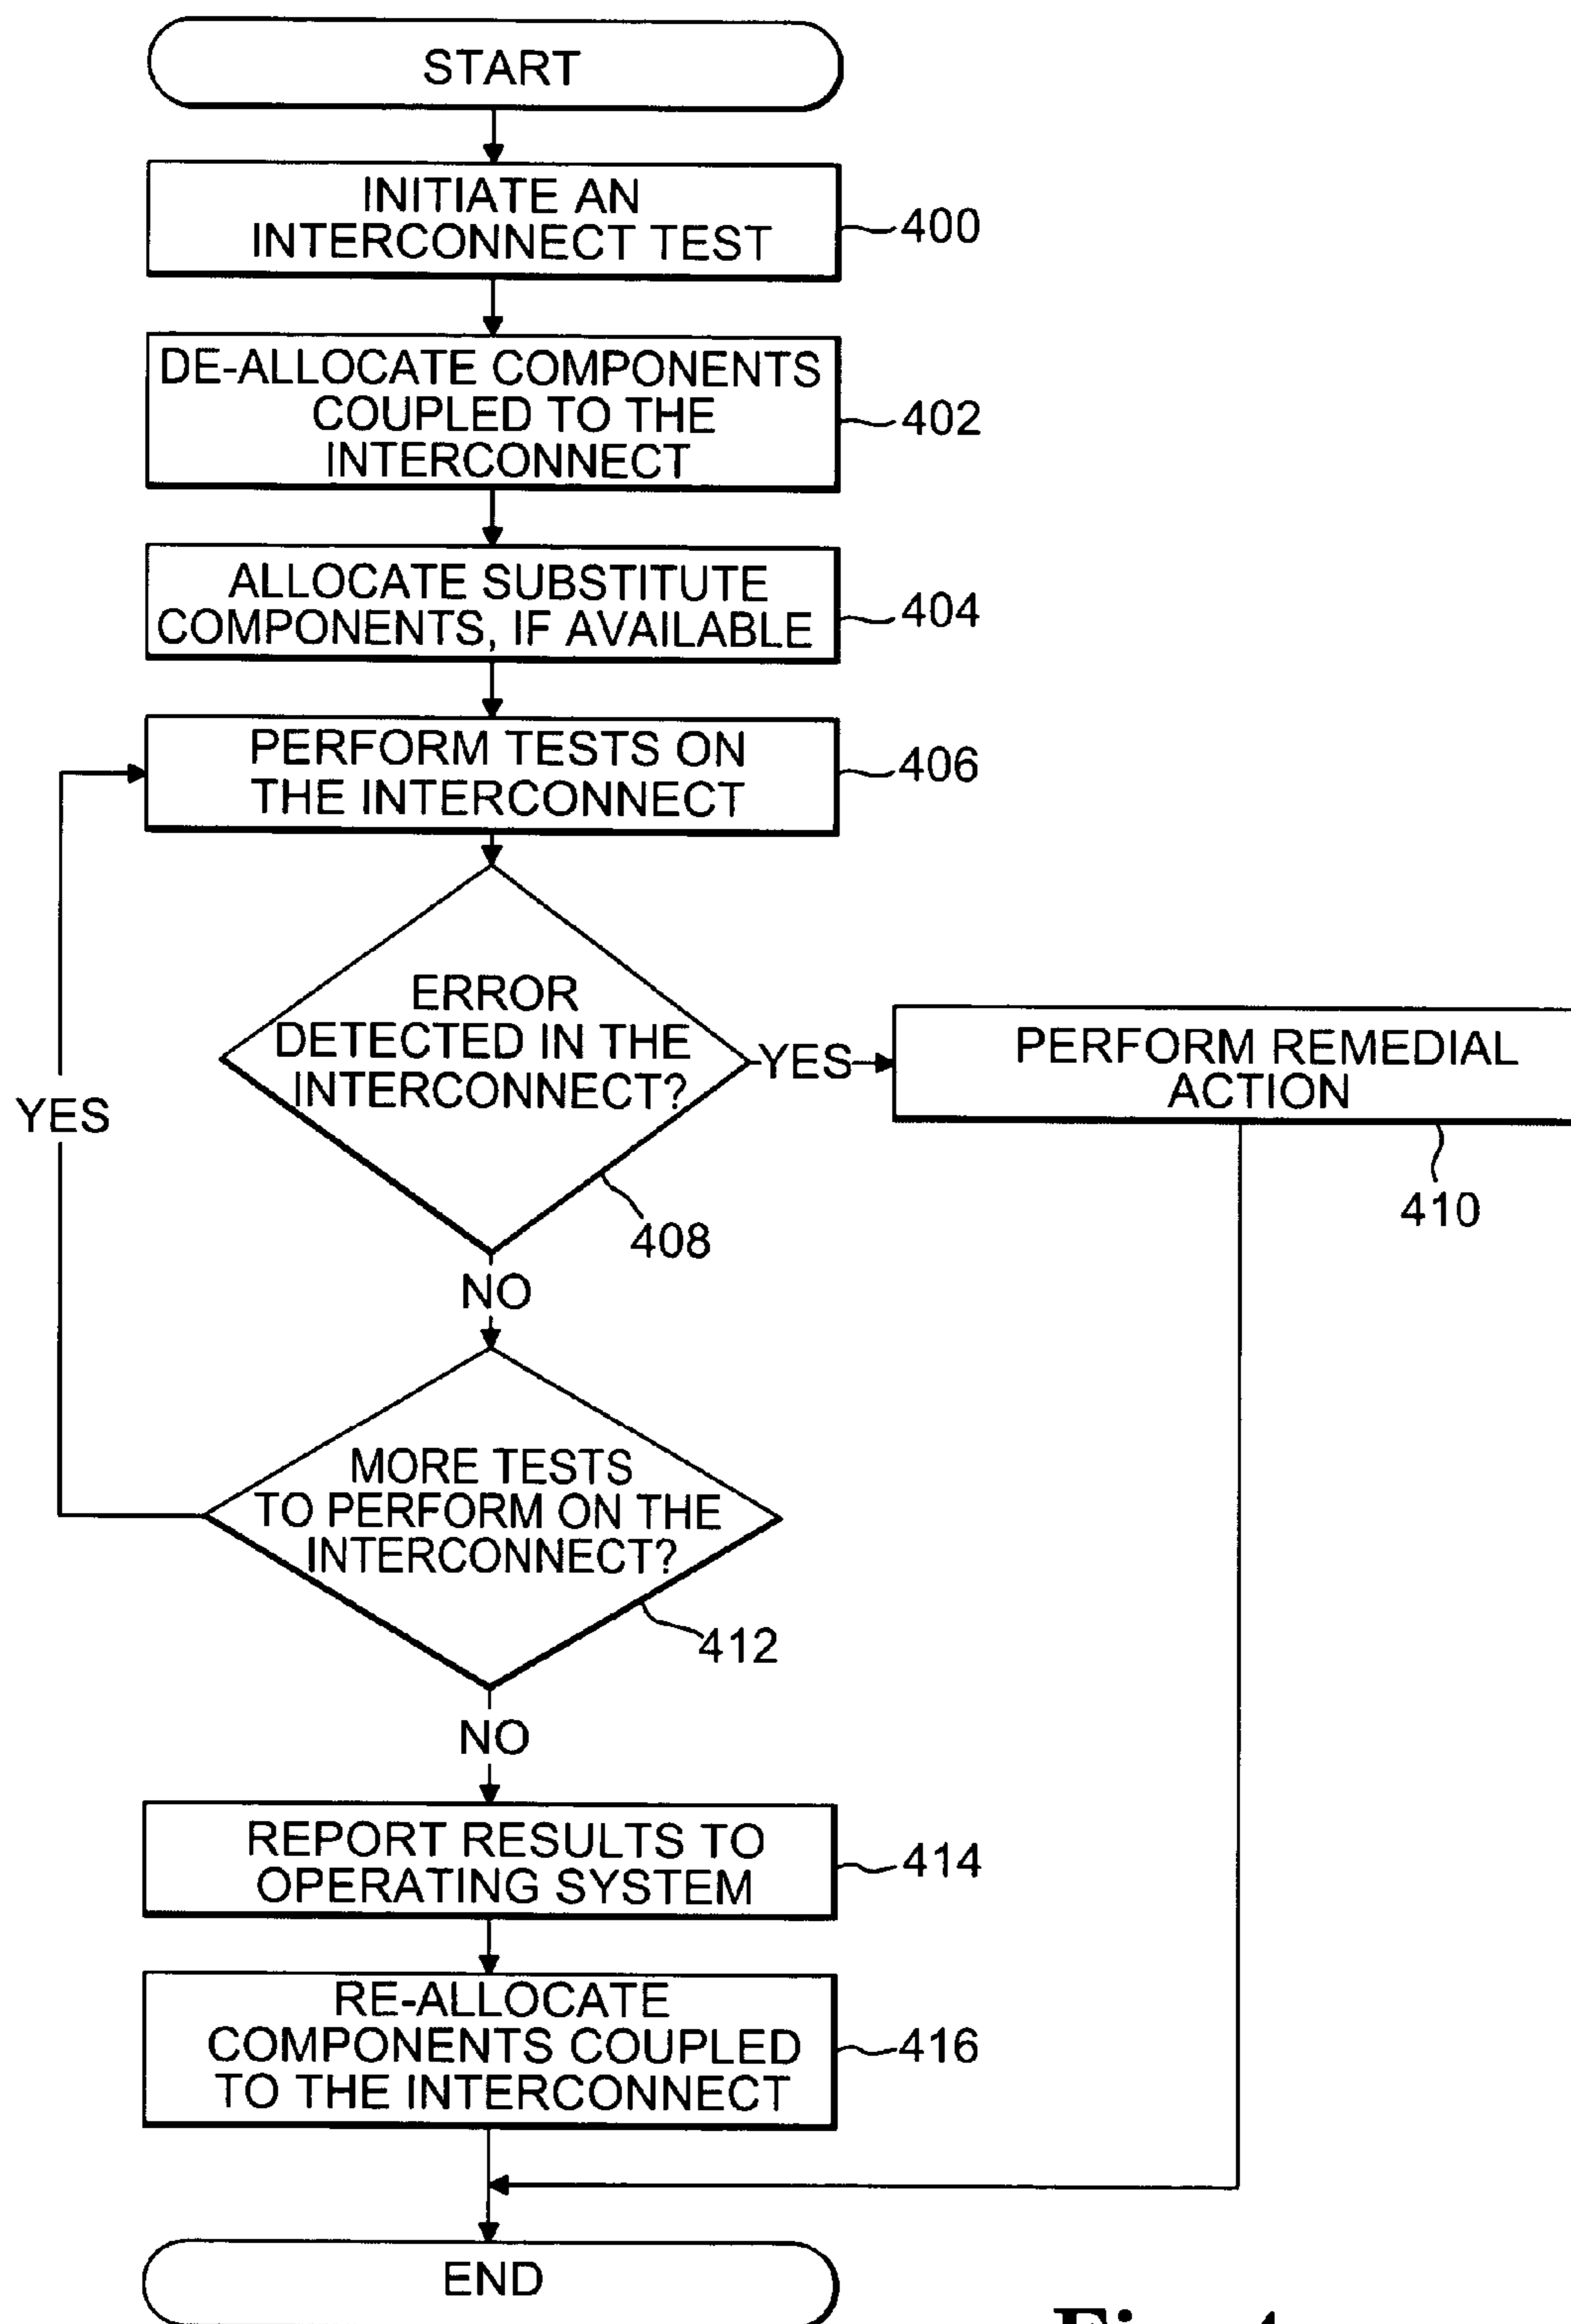 START
INITIATE AN
INTERCONNECT TEST
400
DE-ALLOCATE COMPONENTS
COUPLED TO THE
INTERCONNECT
402
ALLOCATE SUBSTITUTE
COMPONENTS, IF AVAILABLE
404
PERFORM TESTS ON
THE INTERCONNECT
406
ERROR
DETECTED IN THE
INTERCONNECT?
408
YES
PERFORM REMEDIAL
ACTION
410
YES
NO
MORE TESTS
TO PERFORM ON THE
INTERCONNECT?
412
NO
REPORT RESULTS TO
OPERATING SYSTEM
414
RE-ALLOCATE
COMPONENTS COUPLED
TO THE INTERCONNECT
416
END